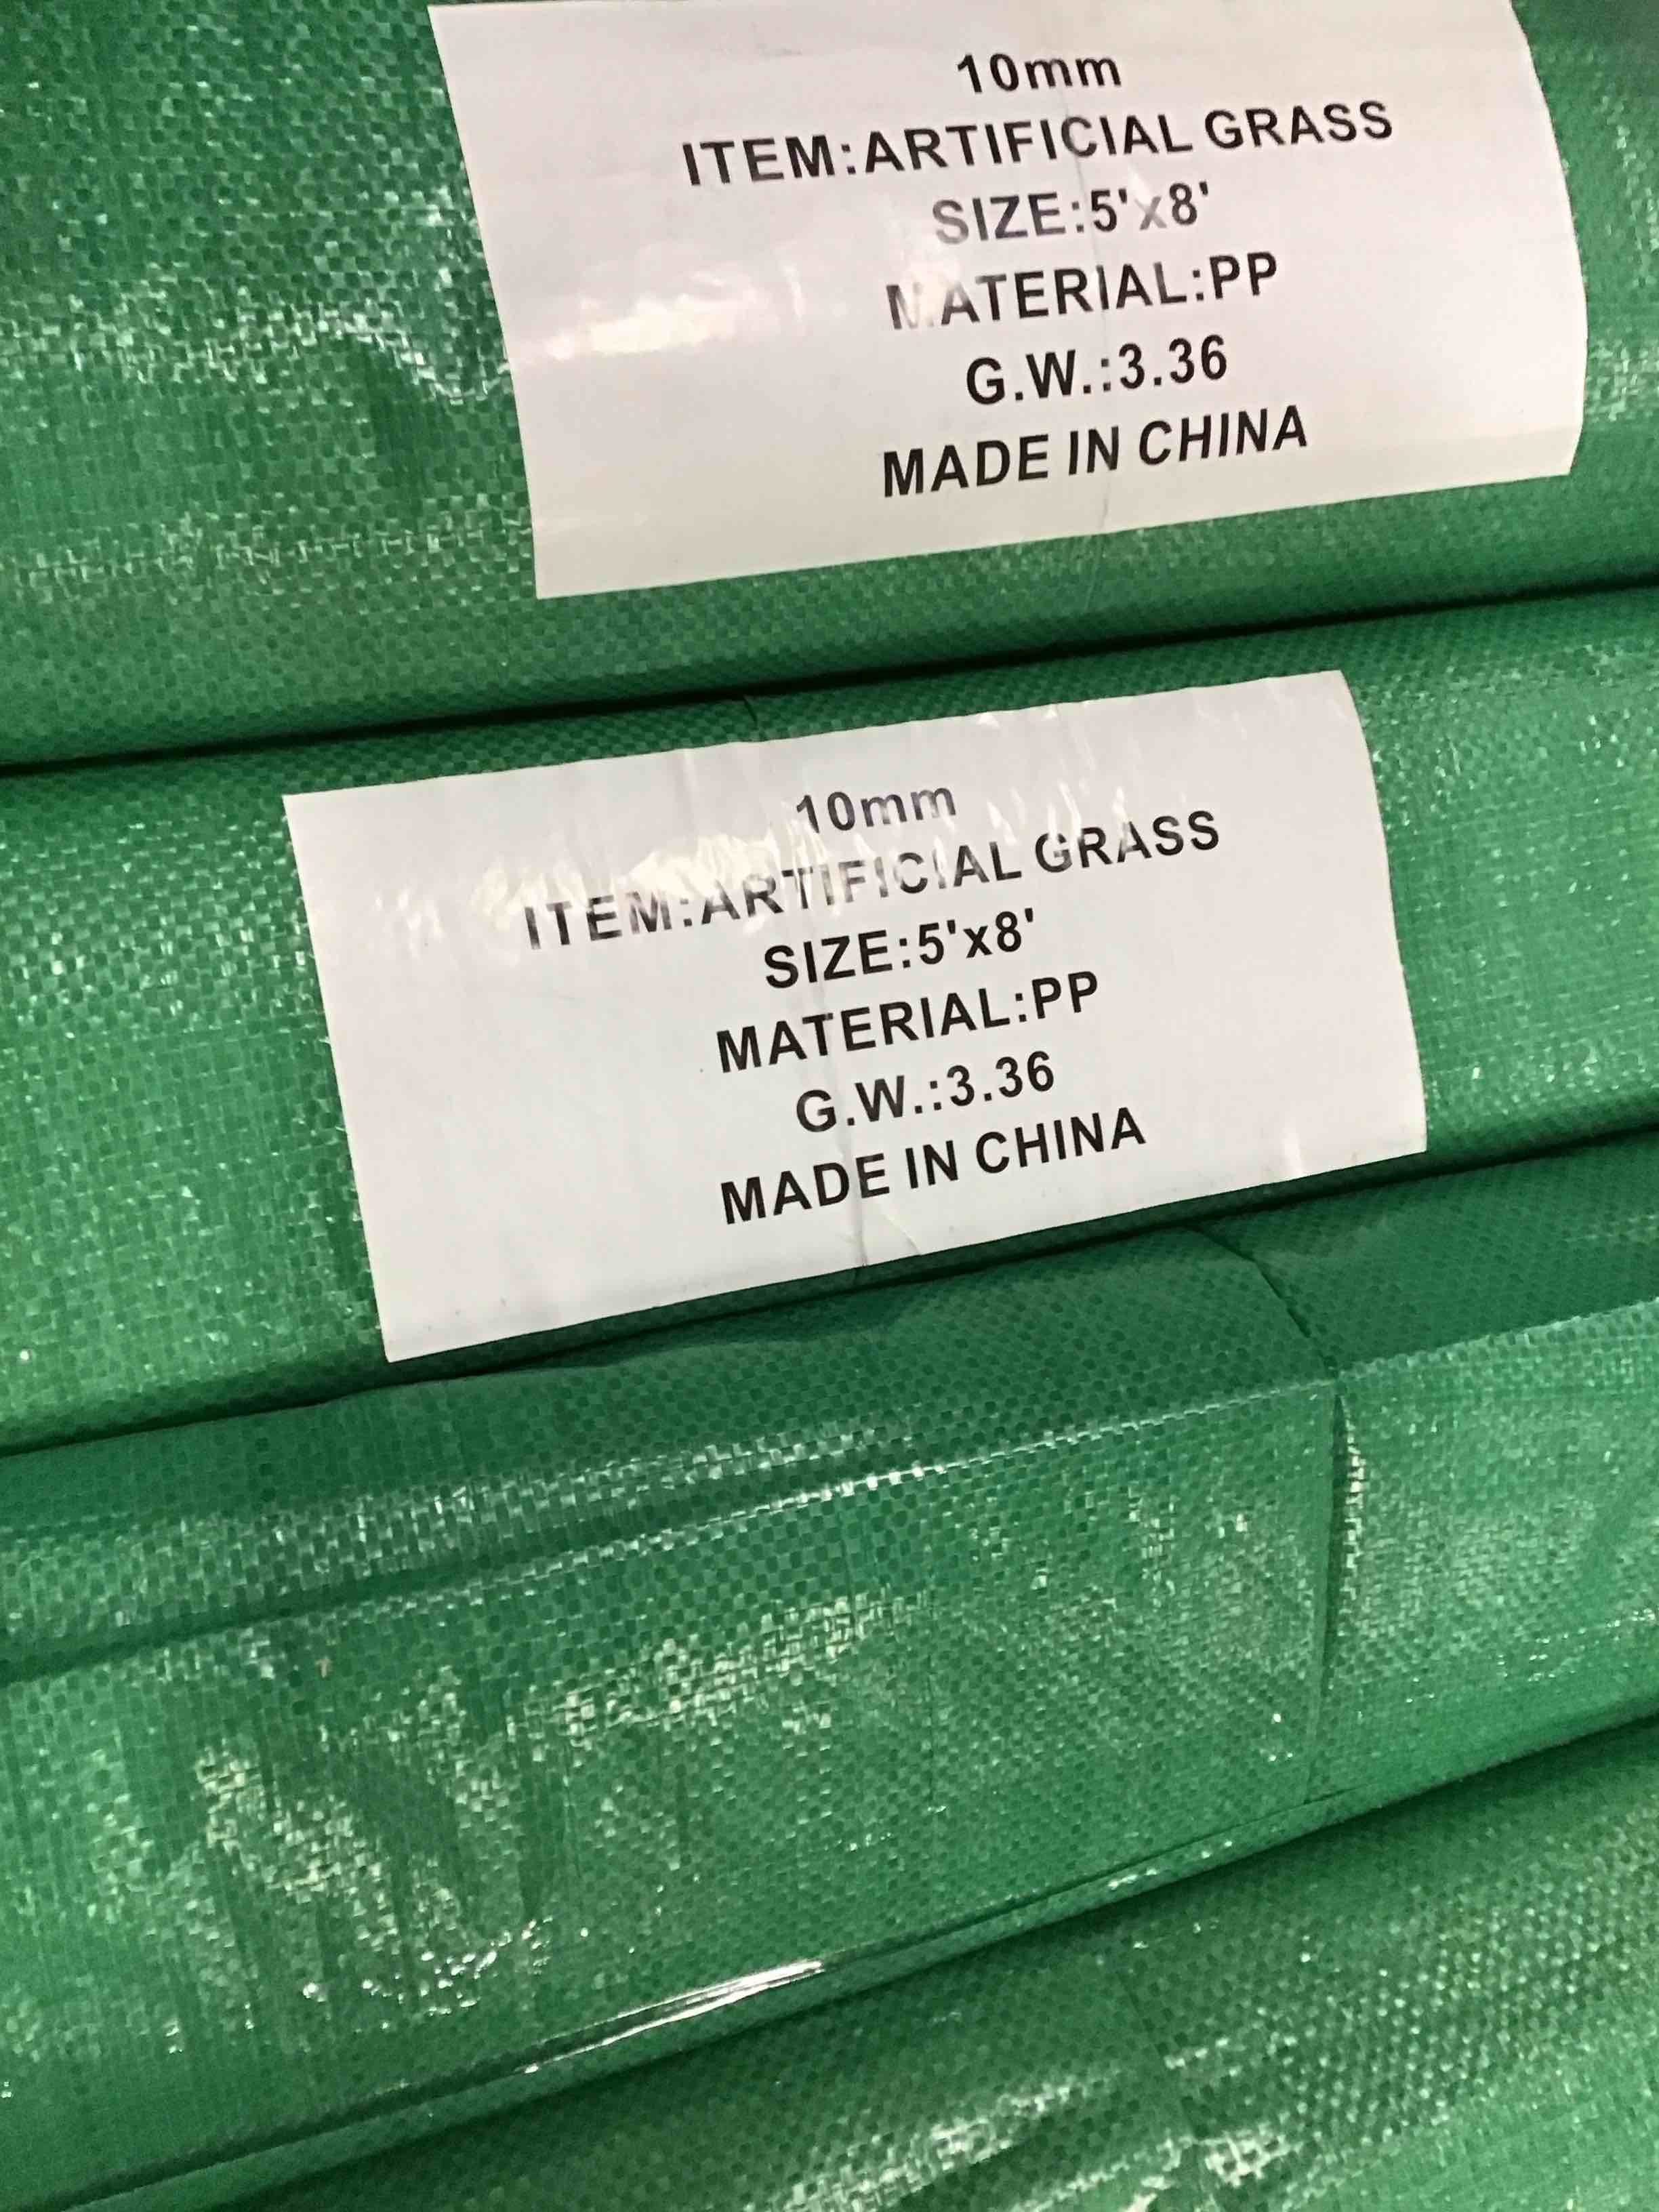 10mm
ITEM:ARTIFICIAL GRASS
SIZE:5'x8'
MATERIAL:PP
G.W.:3.36
MADE IN CHINA
10mm
ITEM:ARTIFICIAL GRASS
SIZE:5'x8'
MATERIAL:PP
G.W.:3.36
MADE IN CHINA